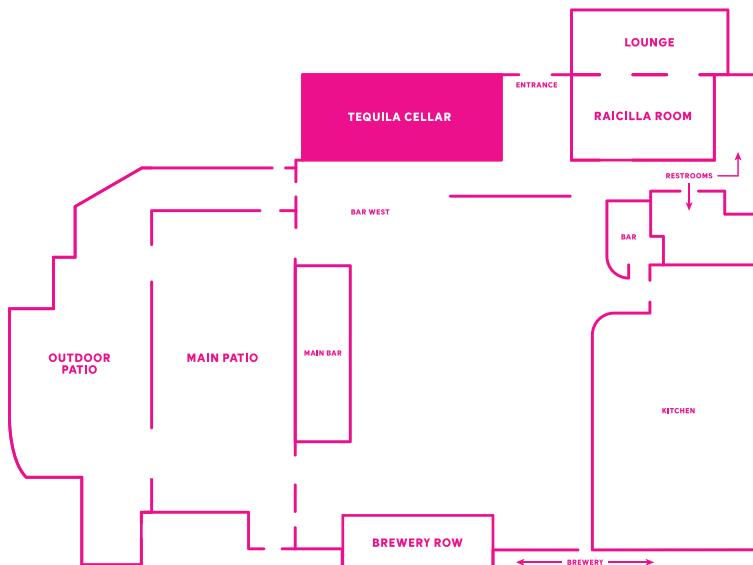 LOUNGE
ENTRANCE
TEQUILA CELLAR
RAICILLA ROOM
RESTROOMS
BAR WEST
BAR
OUTDOOR
PATIO
MAIN PATIO
MAIN BAR
KITCHEN
BREWERY ROW
BREWERY